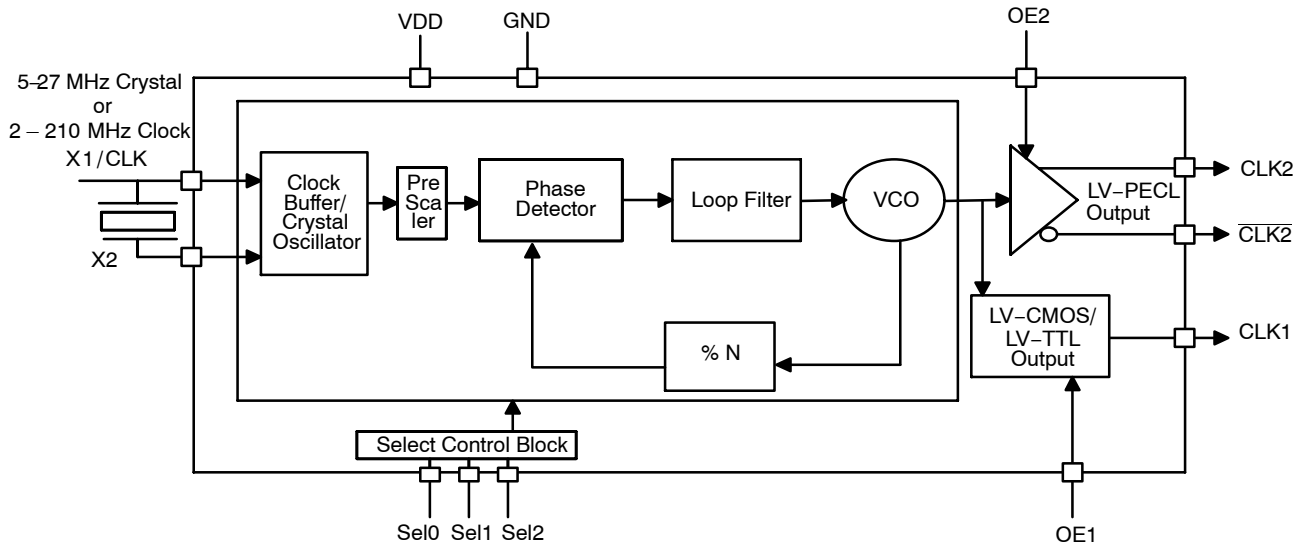 VDD
GND
OE2
5–27 MHz Crystal
or
2 – 210 MHz Clock
X1/CLK
X2
Clock
Buffer/
Crystal
Oscillator
Pre
Sca
ler
Phase
Detector
Loop Filter
VCO
% N
LV–PECL
Output
CLK2
C̅L̅K̅2̅
LV–CMOS/
LV–TTL
Output
CLK1
Select Control Block
Sel0
Sel1
Sel2
OE1